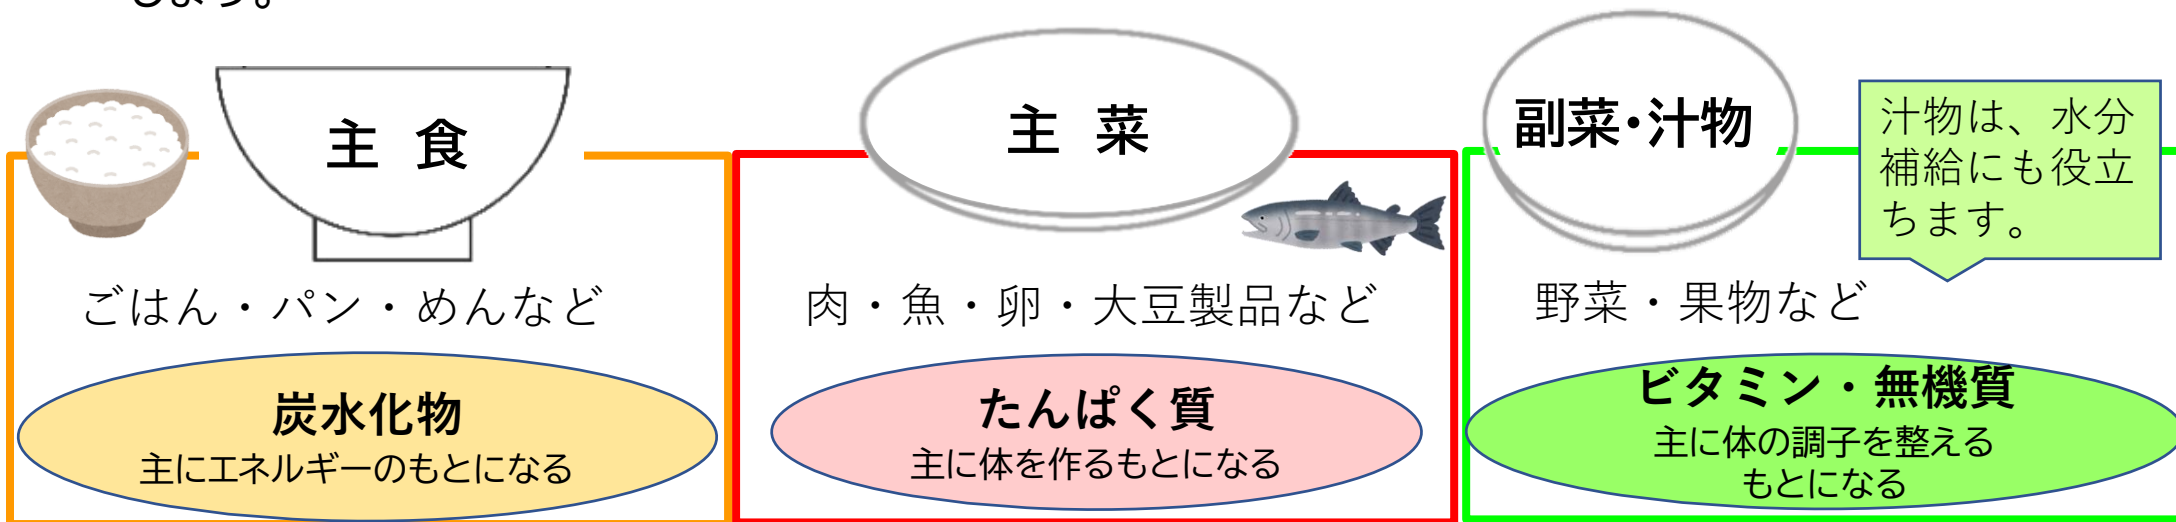 しょう。
主 食
主 菜
副菜・汁物
汁物は、水分
補給にも役立
ちます。
ごはん・パン・めんなど
肉・魚・卵・大豆製品など
野菜・果物など
炭水化物
主にエネルギーのもとになる
たんぱく質
主に体を作るもとになる
ビタミン・無機質
主に体の調子を整える
もとになる